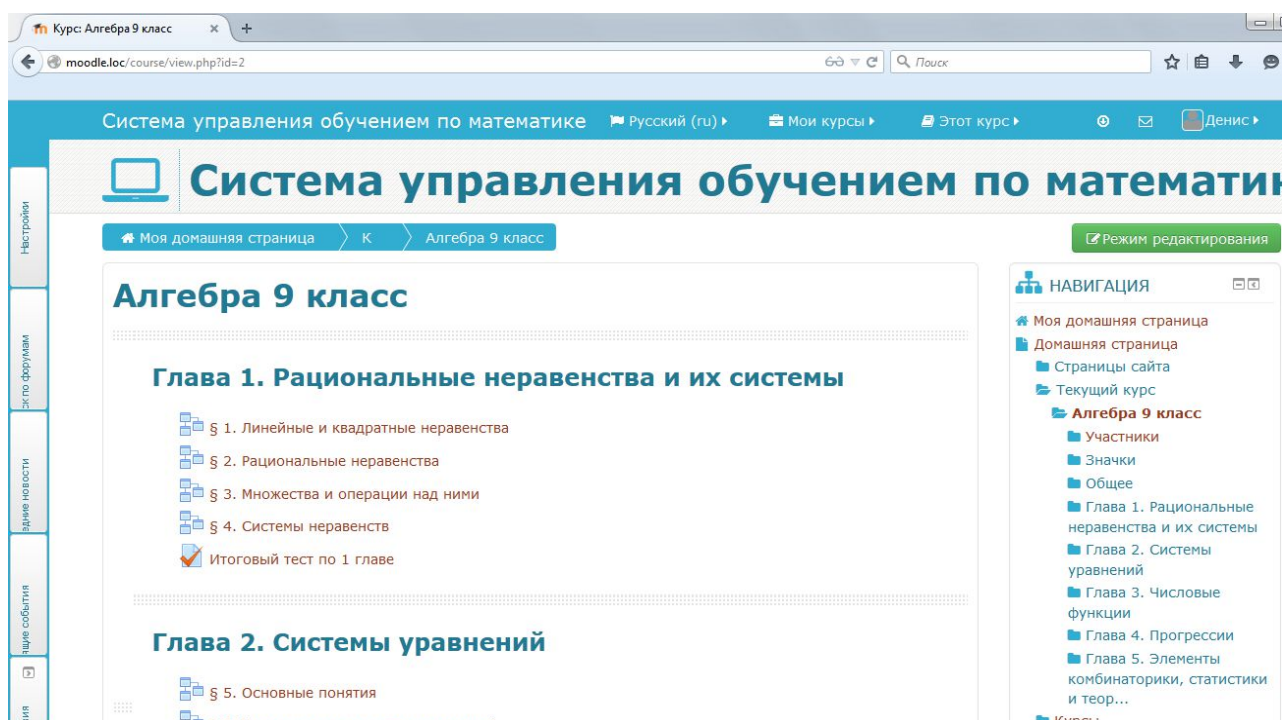 Курс: Алгебра 9 класс
moodle.loc/course/view.php?id=2
Поиск
Система управления обучением по математике Русский (ru) Мои курсы Этот курс Денис
Система управления обучением по
Моя домашняя страница К Алгебра 9 класс
Режим редактирования
Настройки
ск по форумам
едние новости
ящие события
Алгебра 9 класс
Глава 1. Рациональные неравенства и их системы
§ 1. Линейные и квадратные неравенства
§ 2. Рациональные неравенства
§ 3. Множества и операции над ними
§ 4. Системы неравенств
Итоговый тест по 1 главе
Глава 2. Системы уравнений
§ 5. Основные понятия
НАВИГАЦИЯ
Моя домашняя страница
Домашняя страница
Страницы сайта
Текущий курс
Алгебра 9 класс
Участники
Значки
Общее
Глава 1. Рациональные
неравенства и их системы
Глава 2. Системы
уравнений
Глава 3. Числовые
функции
Глава 4. Прогрессии
Глава 5. Элементы
комбинаторики, статистики
и теор...
Курсы